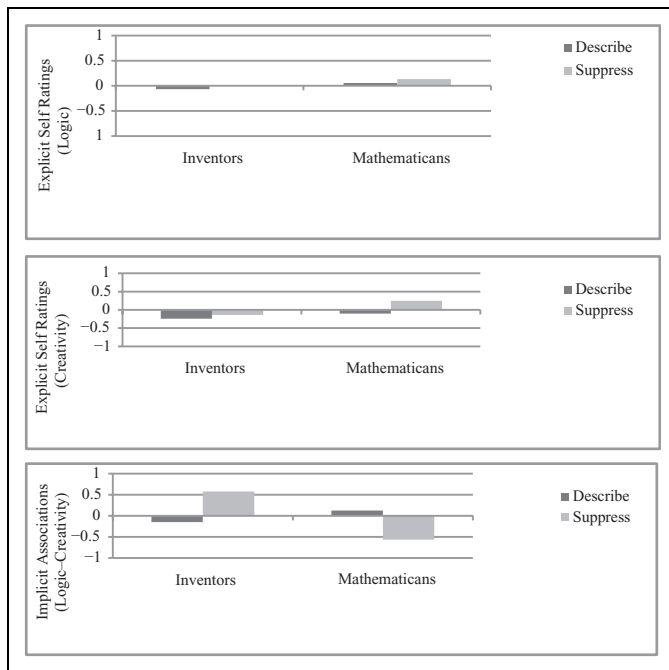 Explicit Self Ratings
(Logic)
1
0.5
0
−0.5
1
Inventors
Mathematicans
Describe
Suppress
Explicit Self Ratings
(Creativity)
1
0.5
0
−0.5
−1
Inventors
Mathematicans
Describe
Suppress
Implicit Associations
(Logic–Creativity)
1
0.5
0
−0.5
−1
Inventors
Mathematicans
Describe
Suppress